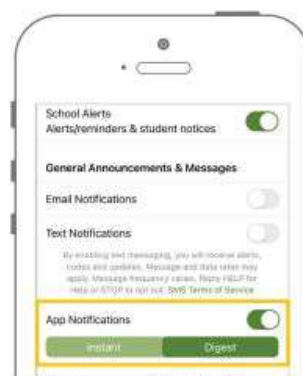 School Alerts
Alerts/reminders & student notices
General Announcements & Messages
Email Notifications
Text Notifications
By enabling text messaging, you will receive alerts,
notes and updates. Message and data rates may
apply. Message frequency varies. Reply HELP for
Help or STOP to opt out. SMS Terms of Service
App Notifications
Instant
Digest